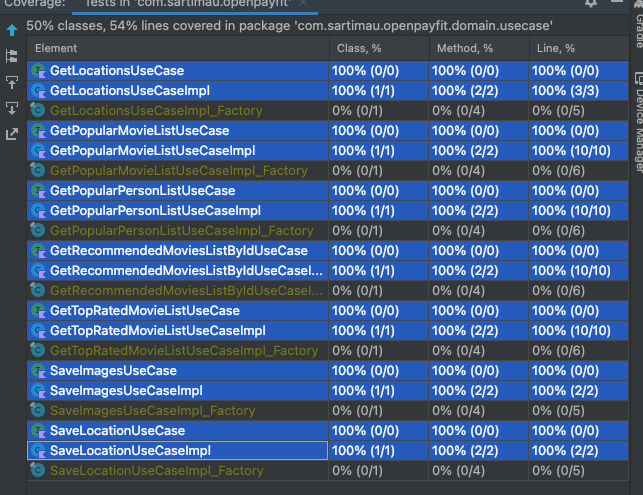 Coverage: Tests in 'com.sartimau.openpayfit'
50% classes, 54% lines covered in package 'com.sartimau.openpayfit.domain.usecase'
Element Class, % Method, % Line, %
GetLocationsUseCase 100% (0/0) 100% (0/0) 100% (0/0)
GetLocationsUseCaseImpl 100% (1/1) 100% (2/2) 100% (3/3)
GetLocationsUseCaseImpl_Factory 0% (0/1) 0% (0/4) 0% (0/5)
GetPopularMovieListUseCase 100% (0/0) 100% (0/0) 100% (0/0)
GetPopularMovieListUseCaseImpl 100% (1/1) 100% (2/2) 100% (10/10)
GetPopularMovieListUseCaseImpl_Factory 0% (0/1) 0% (0/4) 0% (0/6)
GetPopularPersonListUseCase 100% (0/0) 100% (0/0) 100% (0/0)
GetPopularPersonListUseCaseImpl 100% (1/1) 100% (2/2) 100% (10/10)
GetPopularPersonListUseCaseImpl_Factory 0% (0/1) 0% (0/4) 0% (0/6)
GetRecommendedMoviesListByIdUseCase 100% (0/0) 100% (0/0) 100% (0/0)
GetRecommendedMoviesListByIdUseCaseI... 100% (1/1) 100% (2/2) 100% (10/10)
GetRecommendedMoviesListByIdUseCaseI... 0% (0/1) 0% (0/4) 0% (0/6)
GetTopRatedMovieListUseCase 100% (0/0) 100% (0/0) 100% (0/0)
GetTopRatedMovieListUseCaseImpl 100% (1/1) 100% (2/2) 100% (10/10)
GetTopRatedMovieListUseCaseImpl_Factory 0% (0/1) 0% (0/4) 0% (0/6)
SaveImagesUseCase 100% (0/0) 100% (0/0) 100% (0/0)
SaveImagesUseCaseImpl 100% (1/1) 100% (2/2) 100% (2/2)
SaveImagesUseCaseImpl_Factory 0% (0/1) 0% (0/4) 0% (0/5)
SaveLocationUseCase 100% (0/0) 100% (0/0) 100% (0/0)
SaveLocationUseCaseImpl 100% (1/1) 100% (2/2) 100% (2/2)
SaveLocationUseCaseImpl_Factory 0% (0/1) 0% (0/4) 0% (0/5)
Gradle
Device Manager